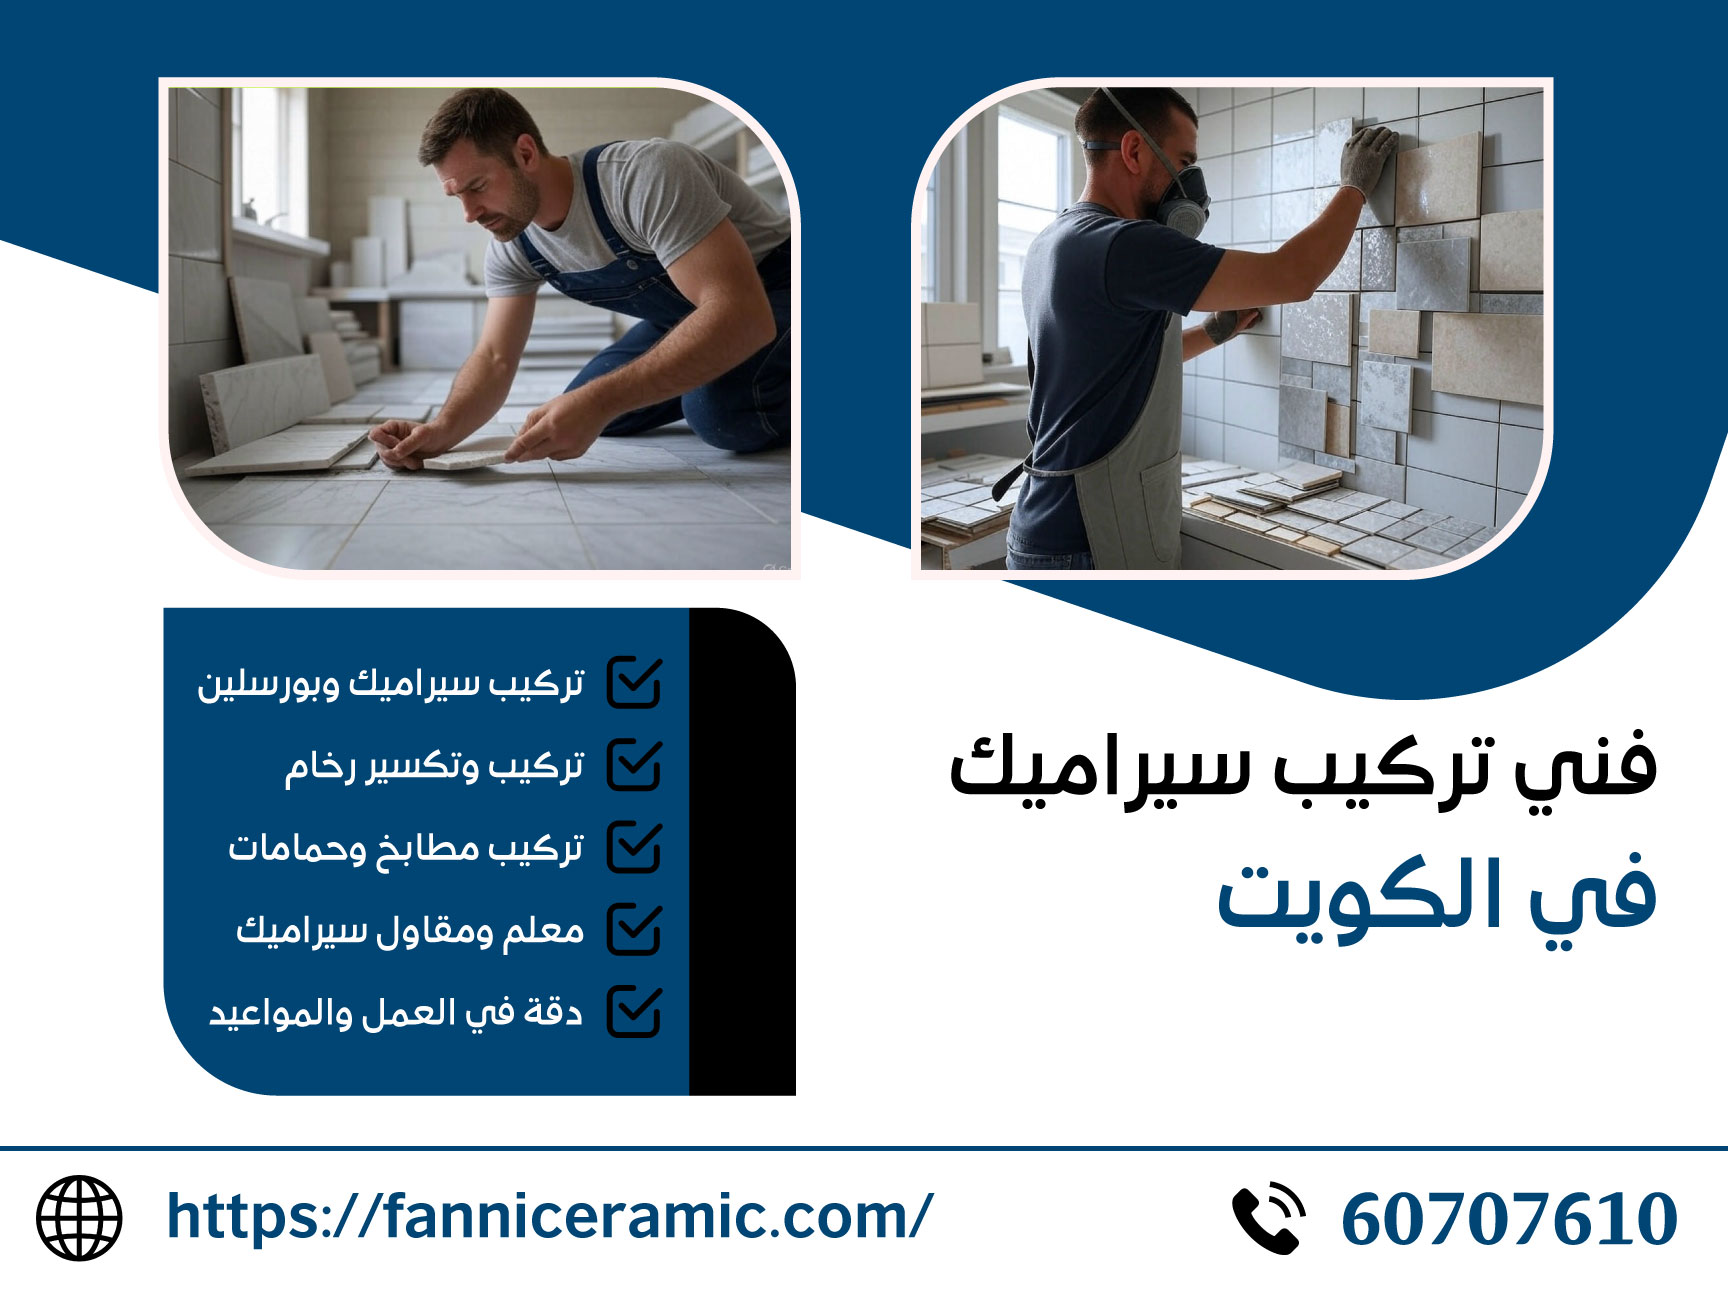 فني تركيب سيراميك
في الكويت
تركيب سيراميك وبورسلين
تركيب وتكسير رخام
تركيب مطابخ وحمامات
معلم ومقاول سيراميك
دقة في العمل والمواعيد
https://fanniceramic.com/
60707610